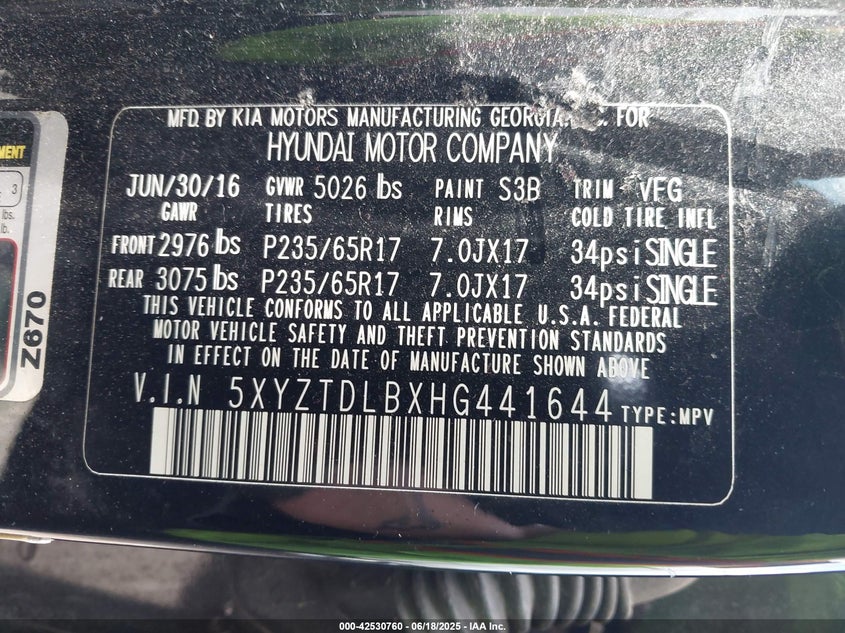 MFD. BY KIA MOTORS MANUFACTURING GEORGIA, FOR
HYUNDAI MOTOR COMPANY
JUN/30/16 GVWR 5026 lbs PAINT S3B TRIM VFG
GAWR TIRES RIMS COLD TIRE INFL
FRONT 2976 lbs P235/65R17 7.0JX17 34psi SINGLE
REAR 3075 lbs P235/65R17 7.0JX17 34psi SINGLE
THIS VEHICLE CONFORMS TO ALL APPLICABLE U.S.A. FEDERAL
MOTOR VEHICLE SAFETY AND THEFT PREVENTION STANDARDS
IN EFFECT ON THE DATE OF MANUFACTURE SHOWN ABOVE
V.I.N 5XYZTDLBXHG441644 TYPE:MPV
3
lbs.
lb.
Z670
000-42530760 - 06/18/2025 - IAA Inc.